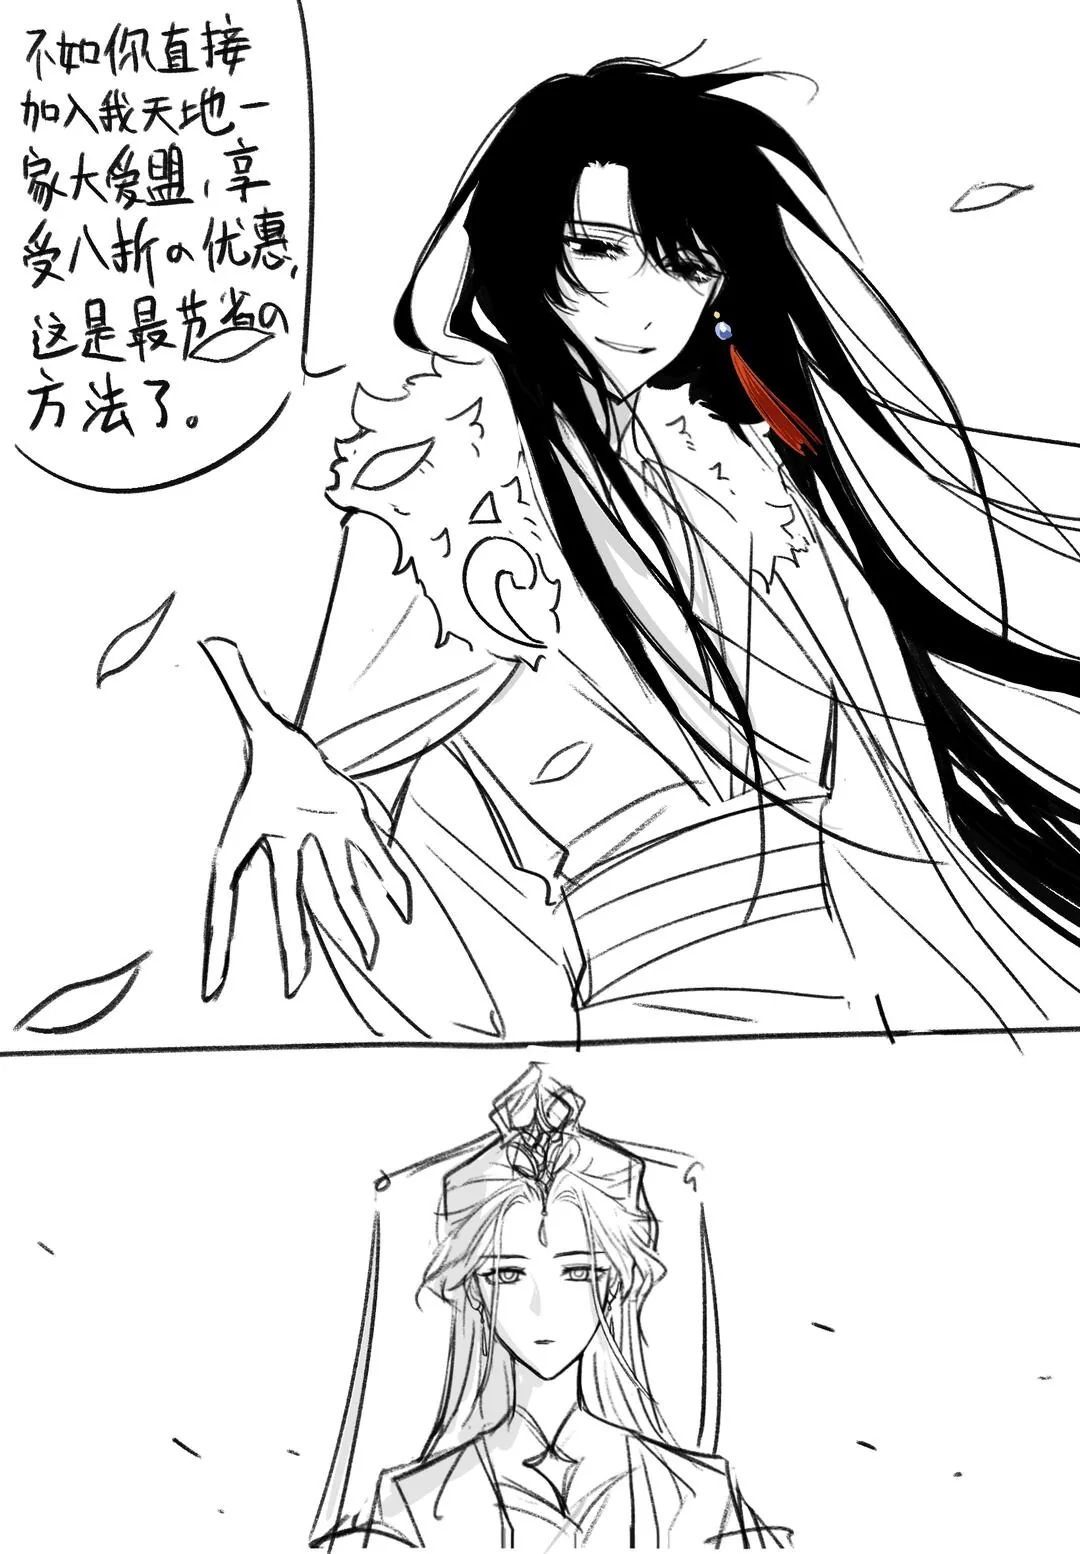 不如你直接
加入我天地一
家大爱盟，享
受八折の优惠，
这是最节省の
方法了。